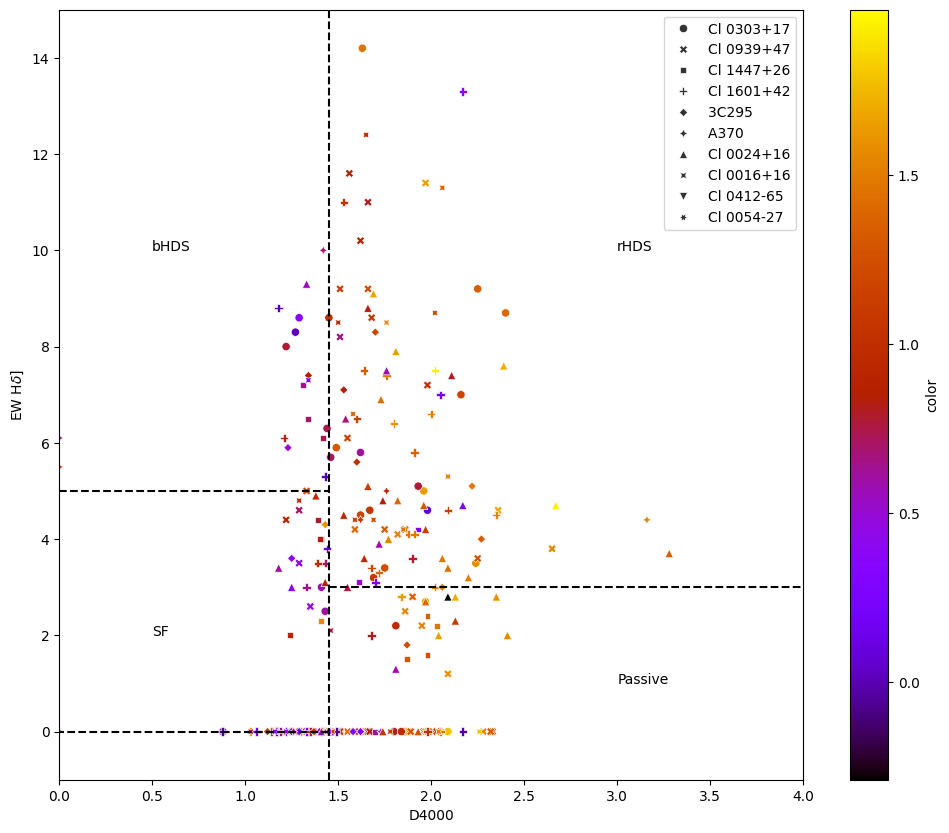 14
12
10
8
6
4
2
0
EW Hδ]
0.0 0.5 1.0 1.5 2.0 2.5 3.0 3.5 4.0
D4000
bHDS
rHDS
SF
Passive
Cl 0303+17
Cl 0939+47
Cl 1447+26
Cl 1601+42
3C295
A370
Cl 0024+16
Cl 0016+16
Cl 0412-65
Cl 0054-27
1.5
1.0
0.5
0.0
color